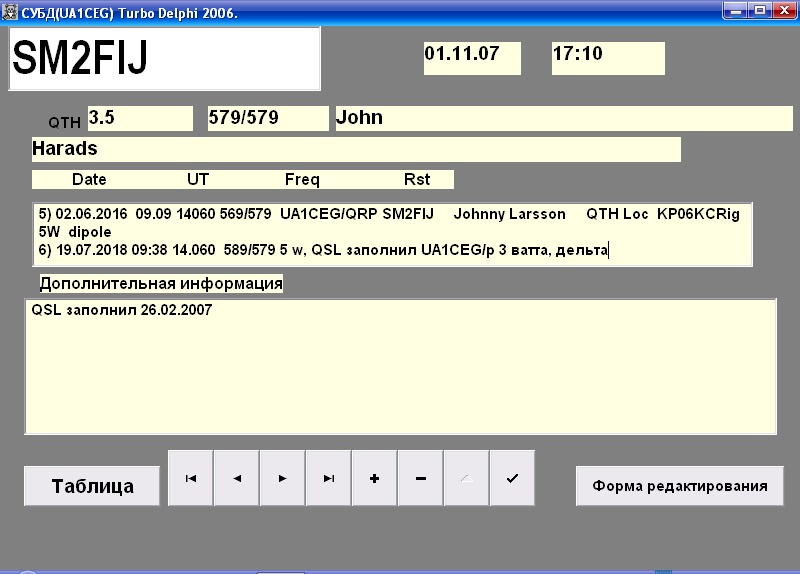 СУБД(UA1CEG) Turbo Delphi 2006.
SM2FIJ 01.11.07 17:10
QTH 3.5 579/579 John
Harads
Date UT Freq Rst
5) 02.06.2016 09.09 14060 569/579 UA1CEG/QRP SM2FIJ Johnny Larsson QTH Loc KP06KCRig
5W dipole
6) 19.07.2018 09:38 14.060 589/579 5 w, QSL заполнил UA1CEG/p 3 ватта, дельта
Дополнительная информация
QSL заполнил 26.02.2007
Таблица Форма редактирования